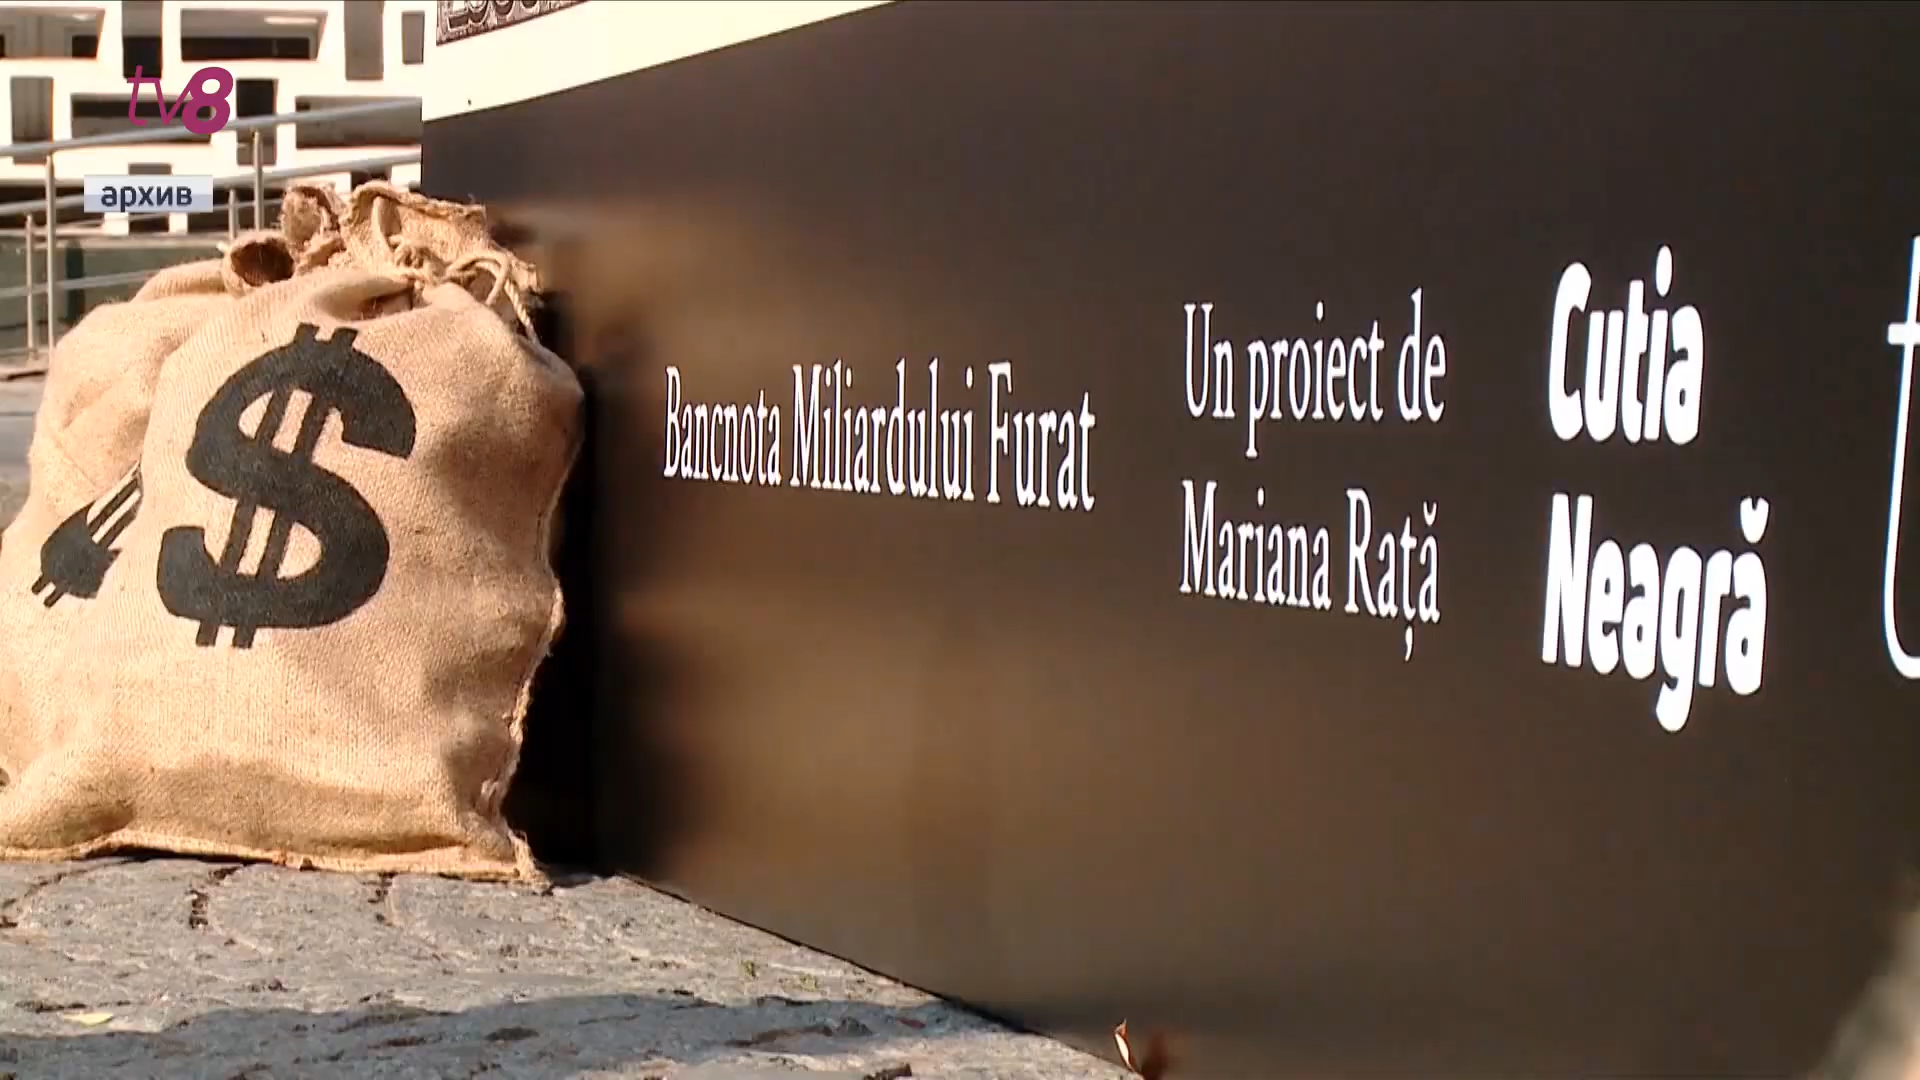 tv8
архив
$
Bancnota Miliardului Furat
Un proiect de
Mariana Rață
Cutia
Neagră